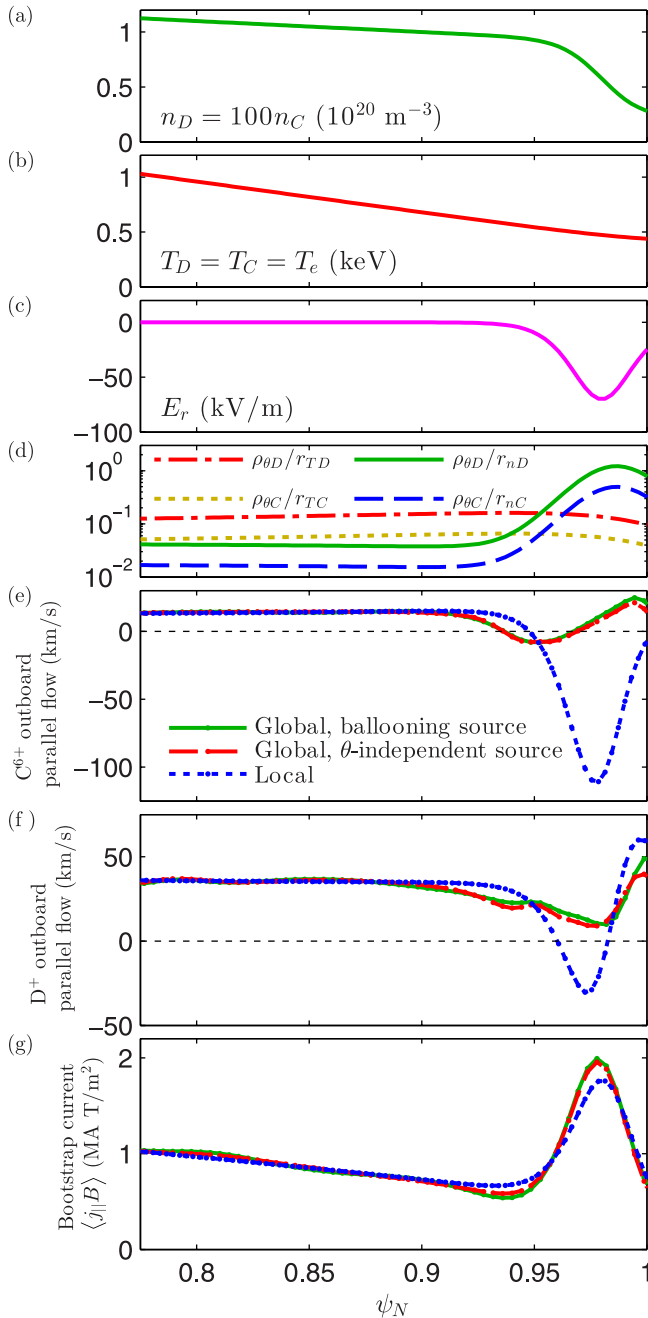 (a)
1
0.5
0
n_D = 100n_C (10^20 m^−3)
(b)
1
0.5
0
T_D = T_C = T_e (keV)
(c)
0
−50
−100
E_r (kV/m)
(d)
10^0
10^−1
10^−2
ρ_θD/r_TD ρ_θD/r_nD
ρ_θC/r_TC ρ_θC/r_nC
(e)
C^6+ outboard
parallel flow (km/s)
0
−50
−100
Global, ballooning source
Global, θ-independent source
Local
(f)
D^+ outboard
parallel flow (km/s)
50
0
−50
(g)
Bootstrap current
⟨j_||B⟩ (MA T/m^2)
2
1
0
0.8 0.85 0.9 0.95 1
ψ_N